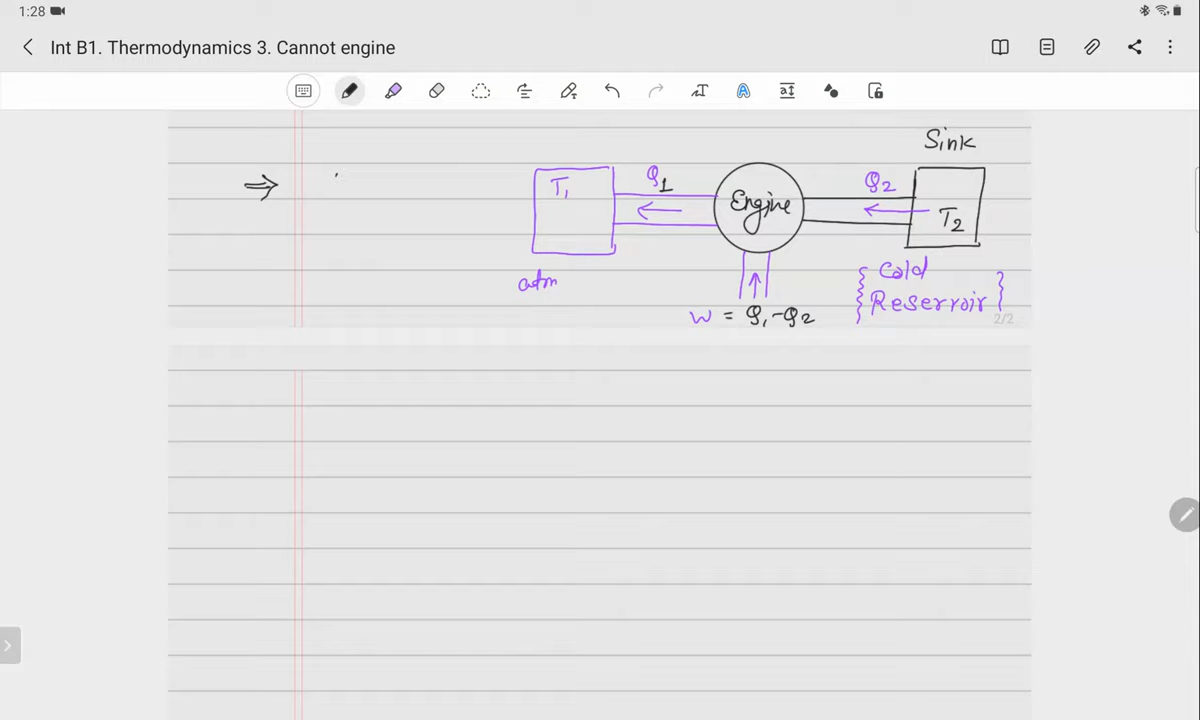 1:28
Int B1. Thermodynamics 3. Cannot engine
Sink
T1
Q1
Engine
Q2
T2
atm
W = Q1-Q2
{ Cold
Reserroir }
2/2